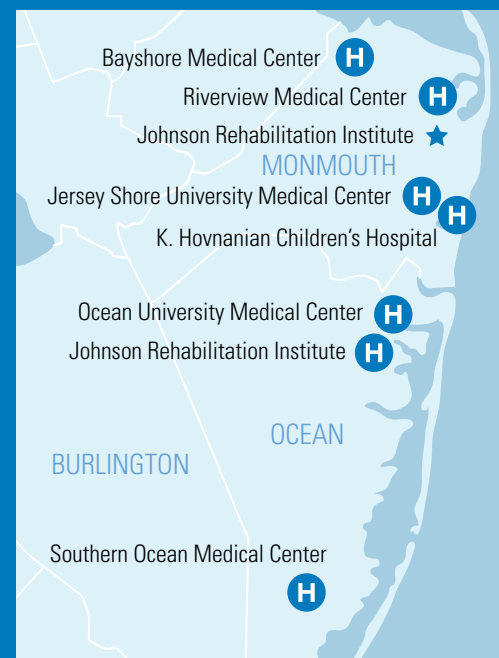 Bayshore Medical Center H
Riverview Medical Center H
Johnson Rehabilitation Institute
MONMOUTH
Jersey Shore University Medical Center H
H
K. Hovnanian Children's Hospital
Ocean University Medical Center H
Johnson Rehabilitation Institute H
OCEAN
BURLINGTON
Southern Ocean Medical Center
H